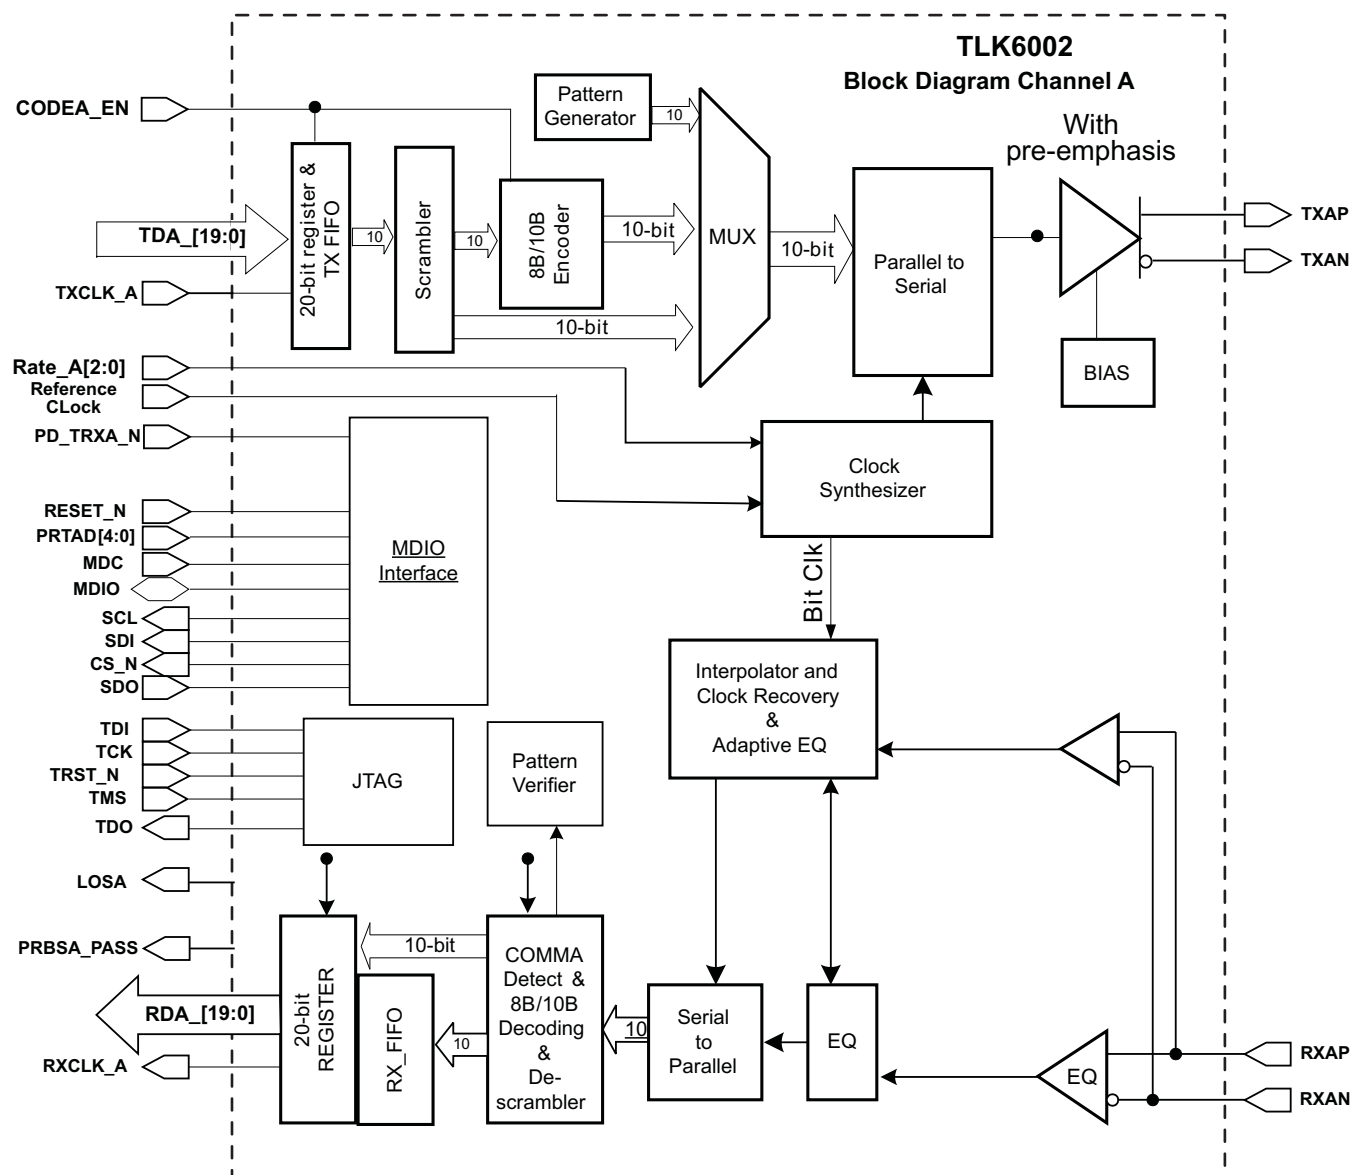 TLK6002
Block Diagram Channel A
CODEA_EN
Pattern
Generator
10
With
pre-emphasis
TDA_[19:0]
20-bit register &
TX FIFO
10
Scrambler
10
8B/10B
Encoder
10-bit
MUX
10-bit
Parallel to
Serial
TXAP
TXAN
TXCLK_A
10-bit
BIAS
Rate_A[2:0]
Reference
CLock
PD_TRXA_N
Clock
Synthesizer
RESET_N
PRTAD[4:0]
MDC
MDIO
SCL
SDI
CS_N
SDO
MDIO
Interface
Bit Clk
Interpolator and
Clock Recovery
&
Adaptive EQ
TDI
TCK
TRST_N
TMS
TDO
JTAG
Pattern
Verifier
LOSA
PRBSA_PASS
RDA_[19:0]
RXCLK_A
20-bit
REGISTER
10-bit
RX_FIFO
10
COMMA
Detect &
8B/10B
Decoding
&
De-
scrambler
10
Serial
to
Parallel
EQ
EQ
RXAP
RXAN